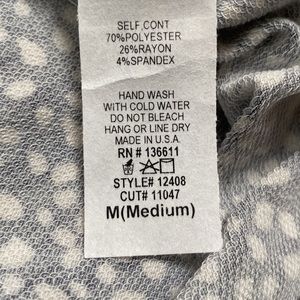 SELF,CONT
70%POLYESTER
26%RAYON
4%SPANDEX
HAND WASH
WITH COLD WATER
DO NOT BLEACH
HANG OR LINE DRY
MADE IN U.S.A.
RN # 136611
STYLE# 12408
CUT# 11047
M(Medium)